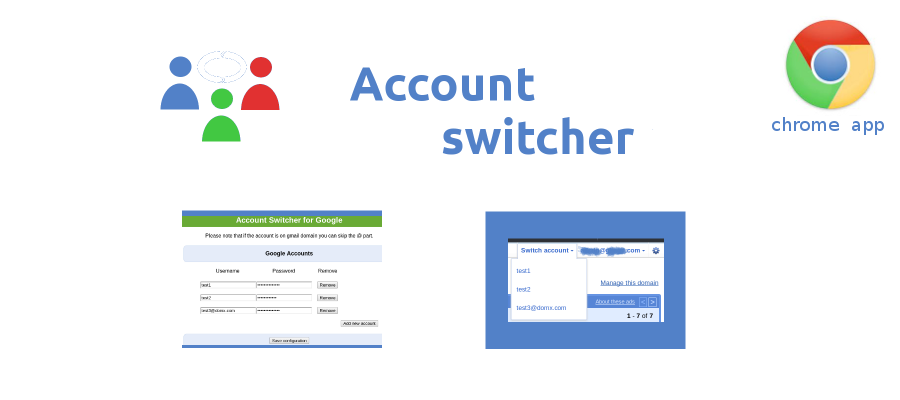 Account
switcher
chrome app
Account Switcher for Google
Please note that if the account is on gmail domain you can skip the @ part.
Google Accounts
Username Password Remove
test1 Remove
test2 Remove
test3@domx.com Remove
Add new account
Save configuration
Switch account
test1
test2
test3@domx.com
Manage this domain
About these ads < >
1 - 7 of 7